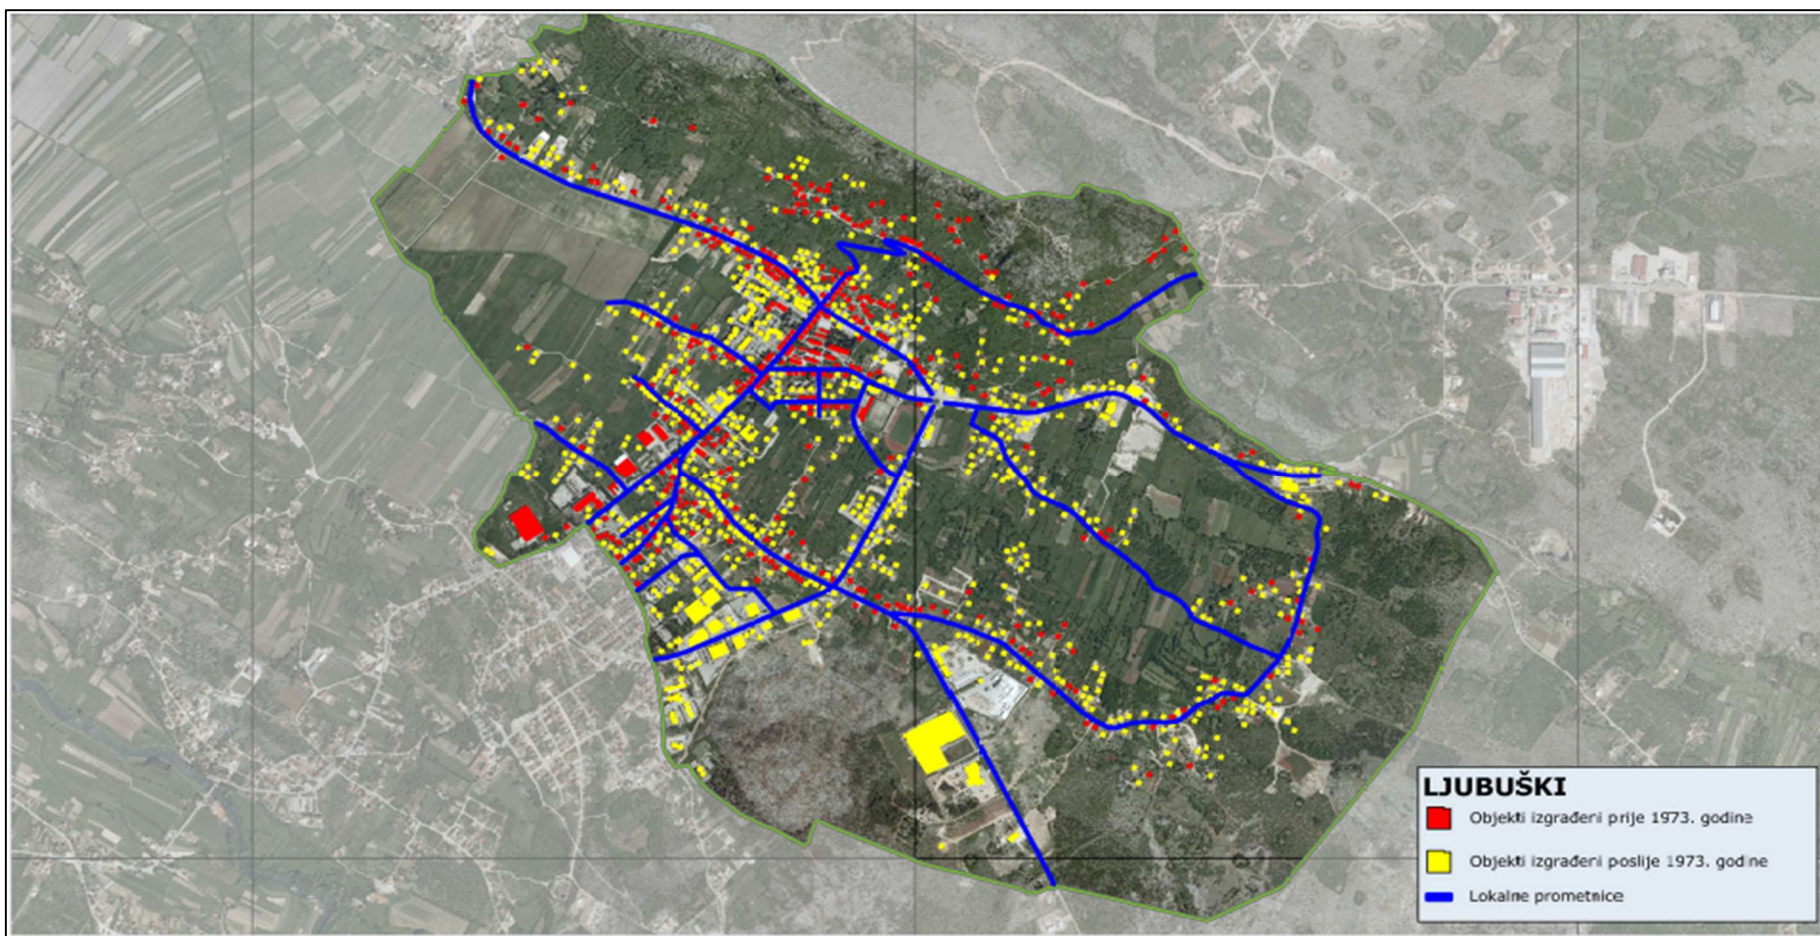 LJUBUŠKI
Objekti izgrađeni prije 1973. godine
Objekti izgrađeni poslije 1973. godine
Lokalne prometnice